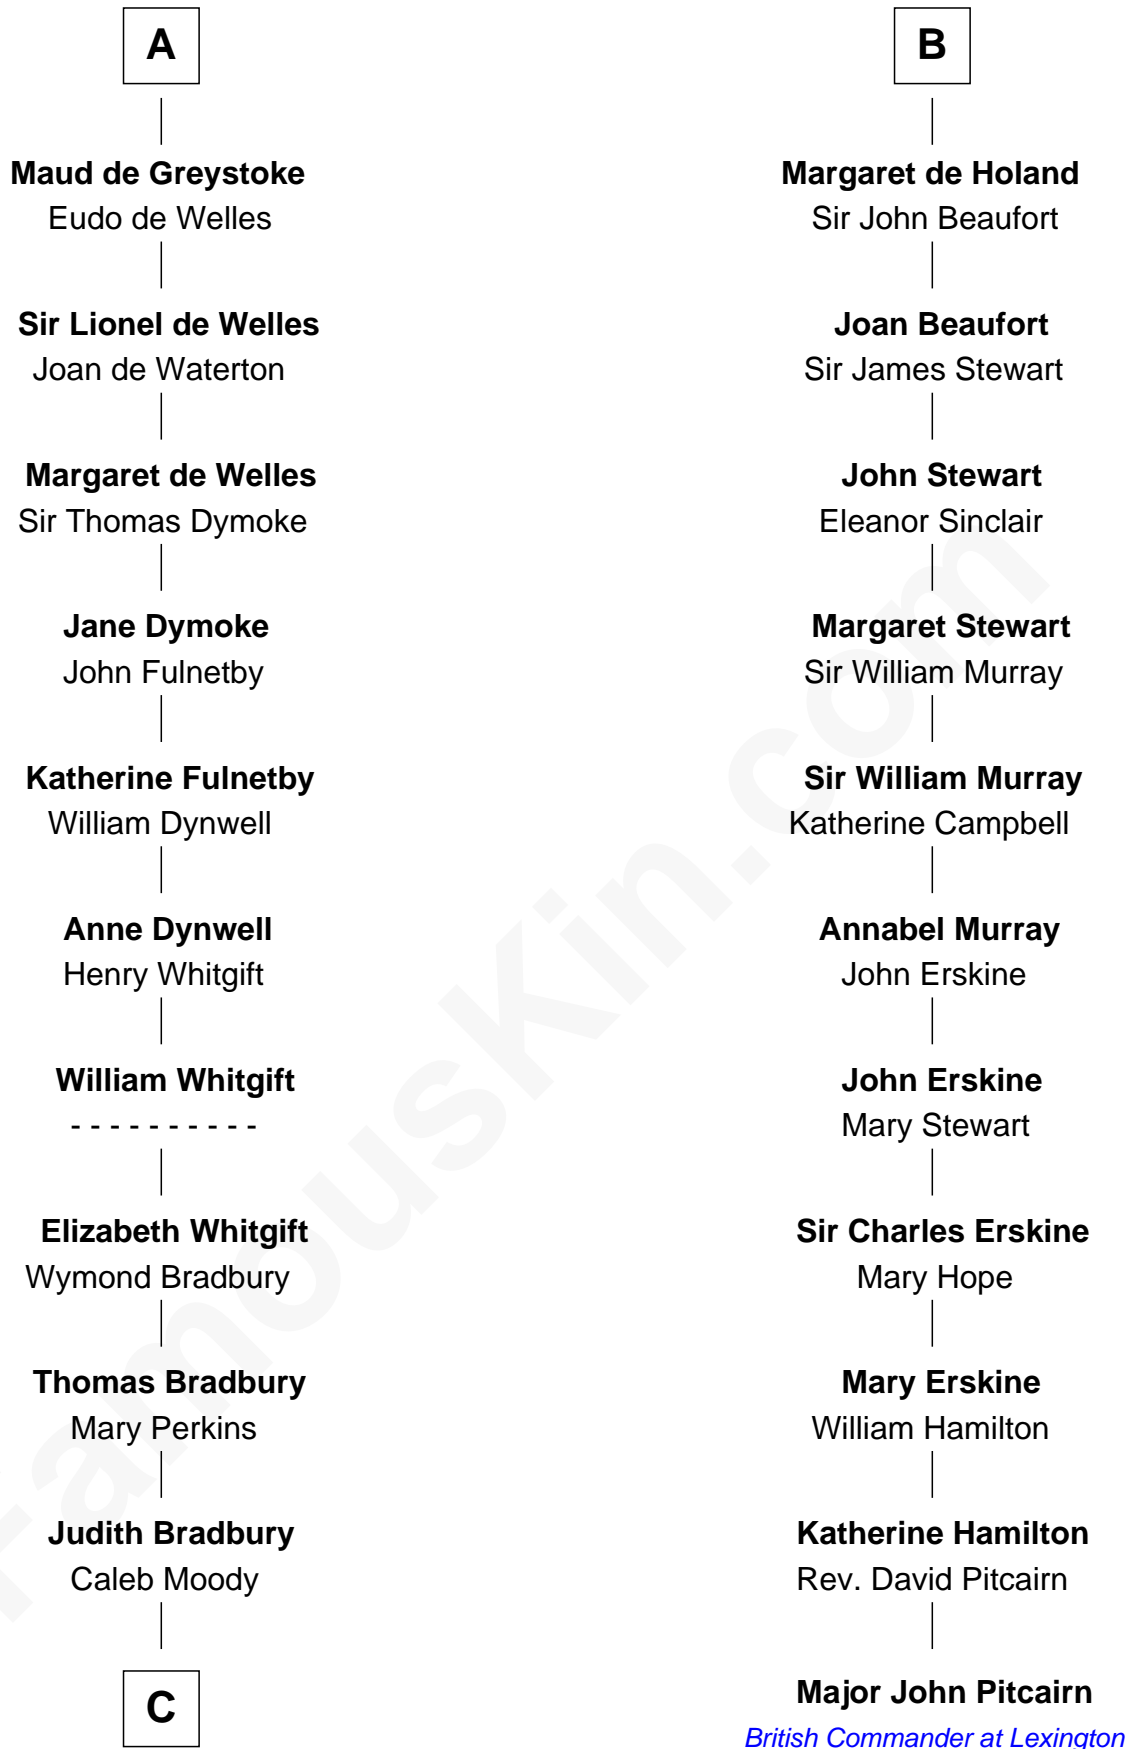 A
Maud de Greystoke
Eudo de Welles
Sir Lionel de Welles
Joan de Waterton
Margaret de Welles
Sir Thomas Dymoke
Jane Dymoke
John Fulnetby
Katherine Fulnetby
William Dynwell
Anne Dynwell
Henry Whitgift
William Whitgift
- - - - - - - - - -
Elizabeth Whitgift
Wymond Bradbury
Thomas Bradbury
Mary Perkins
Judith Bradbury
Caleb Moody
C
B
Margaret de Holand
Sir John Beaufort
Joan Beaufort
Sir James Stewart
John Stewart
Eleanor Sinclair
Margaret Stewart
Sir William Murray
Sir William Murray
Katherine Campbell
Annabel Murray
John Erskine
John Erskine
Mary Stewart
Sir Charles Erskine
Mary Hope
Mary Erskine
William Hamilton
Katherine Hamilton
Rev. David Pitcairn
Major John Pitcairn
British Commander at Lexington
FamousKin.com